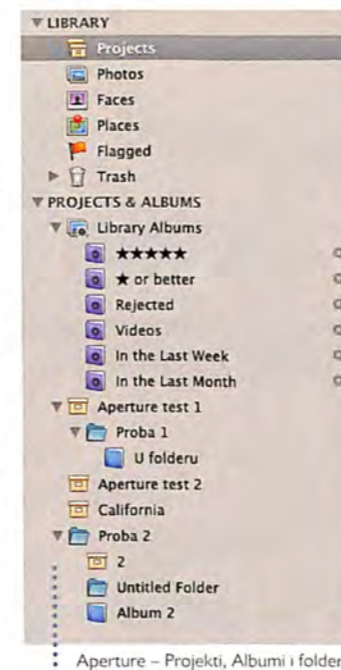 LIBRARY
Projects
Photos
Faces
Places
Flagged
Trash
PROJECTS & ALBUMS
Library Albums
★★★★★
★ or better
Rejected
Videos
In the Last Week
In the Last Month
Aperture test 1
Proba 1
U folderu
Aperture test 2
California
Proba 2
2
Untitled Folder
Album 2
Aperture – Projekti, Albumi i folder